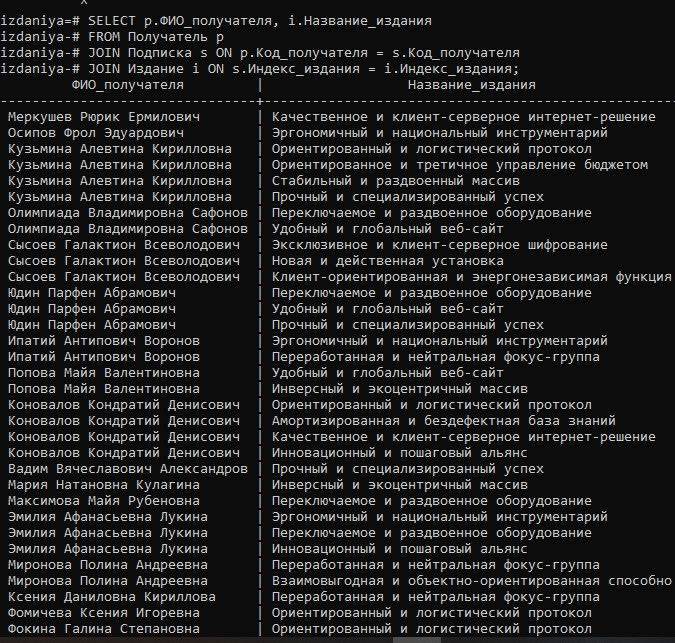 ^
izdaniya=# SELECT p.ФИО_получателя, i.Название_издания
izdaniya-# FROM Получатель p
izdaniya-# JOIN Подписка s ON p.Код_получателя = s.Код_получателя
izdaniya-# JOIN Издание i ON s.Индекс_издания = i.Индекс_издания;
ФИО_получателя | Название_издания
--------------------------------+---------------------------------------------------
Меркушев Рюрик Ермилович | Качественное и клиент-серверное интернет-решение
Осипов Фрол Эдуардович | Эргономичный и национальный инструментарий
Кузьмина Алевтина Кирилловна | Ориентированный и логистический протокол
Кузьмина Алевтина Кирилловна | Ориентированное и третичное управление бюджетом
Кузьмина Алевтина Кирилловна | Стабильный и раздвоенный массив
Кузьмина Алевтина Кирилловна | Прочный и специализированный успех
Олимпиада Владимировна Сафонов | Переключаемое и раздвоенное оборудование
Олимпиада Владимировна Сафонов | Удобный и глобальный веб-сайт
Сысоев Галактион Всеволодович | Эксклюзивное и клиент-серверное шифрование
Сысоев Галактион Всеволодович | Новая и действенная установка
Сысоев Галактион Всеволодович | Клиент-ориентированная и энергонезависимая функция
Юдин Парфен Абрамович | Переключаемое и раздвоенное оборудование
Юдин Парфен Абрамович | Удобный и глобальный веб-сайт
Юдин Парфен Абрамович | Прочный и специализированный успех
Ипатий Антипович Воронов | Эргономичный и национальный инструментарий
Ипатий Антипович Воронов | Переработанная и нейтральная фокус-группа
Попова Майя Валентиновна | Удобный и глобальный веб-сайт
Попова Майя Валентиновна | Инверсный и экоцентричный массив
Коновалов Кондратий Денисович | Ориентированный и логистический протокол
Коновалов Кондратий Денисович | Амортизированная и бездефектная база знаний
Коновалов Кондратий Денисович | Качественное и клиент-серверное интернет-решение
Коновалов Кондратий Денисович | Инновационный и пошаговый альянс
Вадим Вячеславович Александров | Прочный и специализированный успех
Мария Натановна Кулагина | Инверсный и экоцентричный массив
Максимова Майя Рубеновна | Переключаемое и раздвоенное оборудование
Эмилия Афанасьевна Лукина | Эргономичный и национальный инструментарий
Эмилия Афанасьевна Лукина | Переключаемое и раздвоенное оборудование
Эмилия Афанасьевна Лукина | Инновационный и пошаговый альянс
Миронова Полина Андреевна | Переработанная и нейтральная фокус-группа
Миронова Полина Андреевна | Взаимовыгодная и объектно-ориентированная способно
Ксения Даниловна Кириллова | Переработанная и нейтральная фокус-группа
Фомичева Ксения Игоревна | Ориентированный и логистический протокол
Фокина Галина Степановна | Ориентированный и логистический протокол